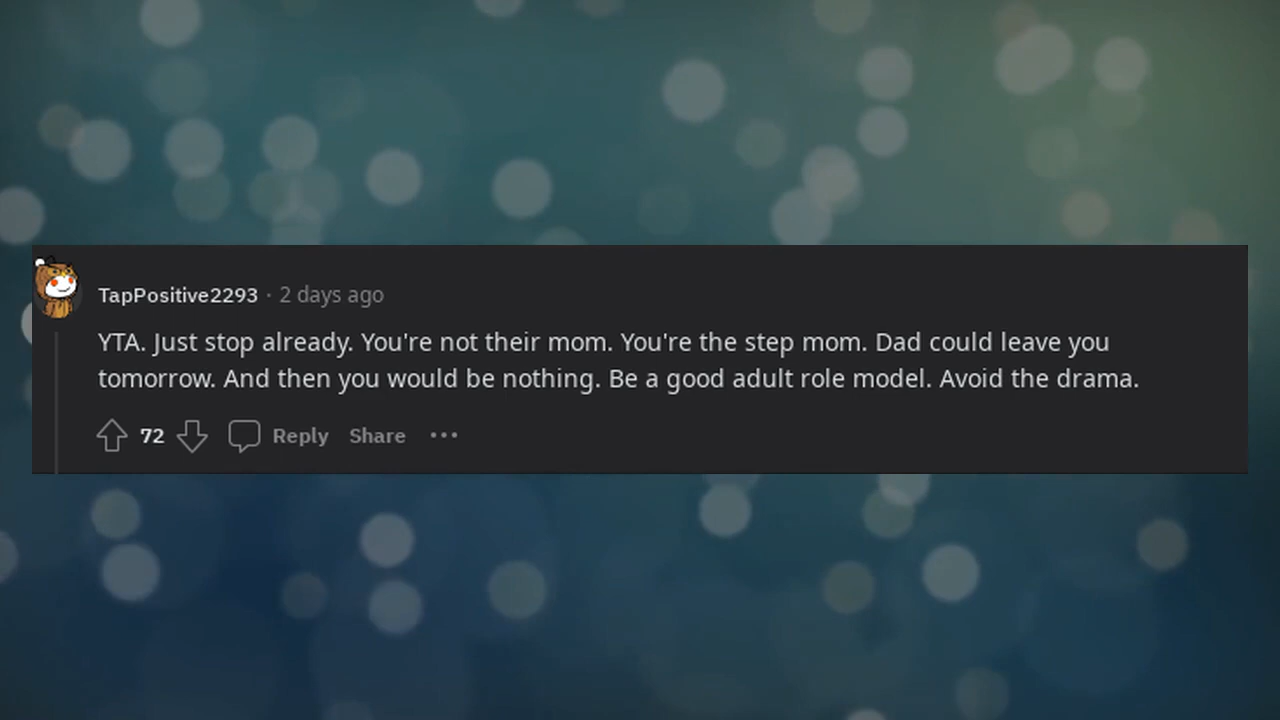 TapPositive2293 · 2 days ago
YTA. Just stop already. You're not their mom. You're the step mom. Dad could leave you
tomorrow. And then you would be nothing. Be a good adult role model. Avoid the drama.
72 Reply Share